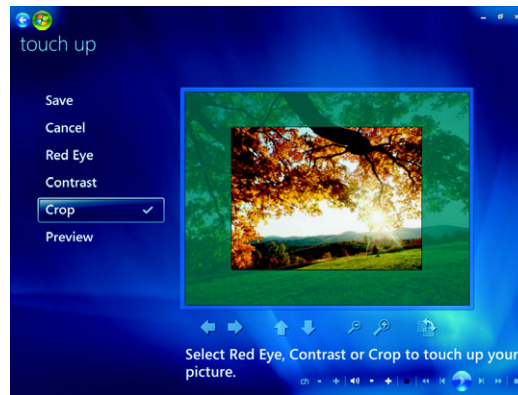 touch up
Save
Cancel
Red Eye
Contrast
Crop
Preview
Select Red Eye, Contrast or Crop to touch up your
picture.
ch